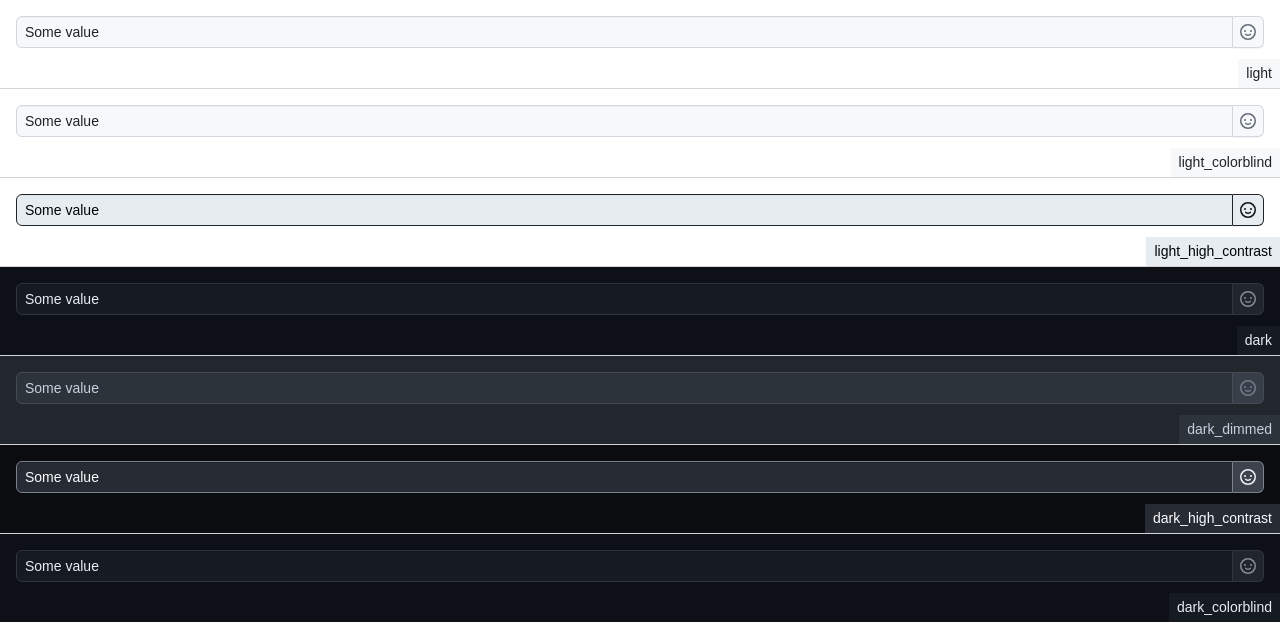 Some value
light
Some value
light_colorblind
Some value
light_high_contrast
Some value
dark
Some value
dark_dimmed
Some value
dark_high_contrast
Some value
dark_colorblind